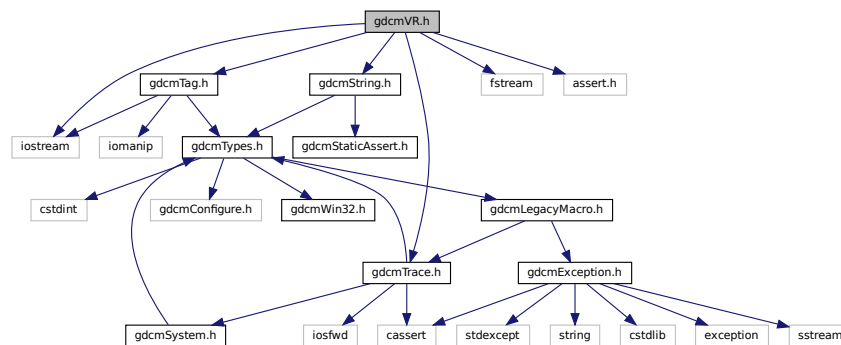 gdcmVR.h
gdcmTag.h
gdcmString.h
fstream
assert.h
iostream
iomanip
gdcmTypes.h
gdcmStaticAssert.h
cstdint
gdcmConfigure.h
gdcmWin32.h
gdcmLegacyMacro.h
gdcmTrace.h
gdcmException.h
gdcmSystem.h
iosfwd
cassert
stdexcept
string
cstdlib
exception
sstream